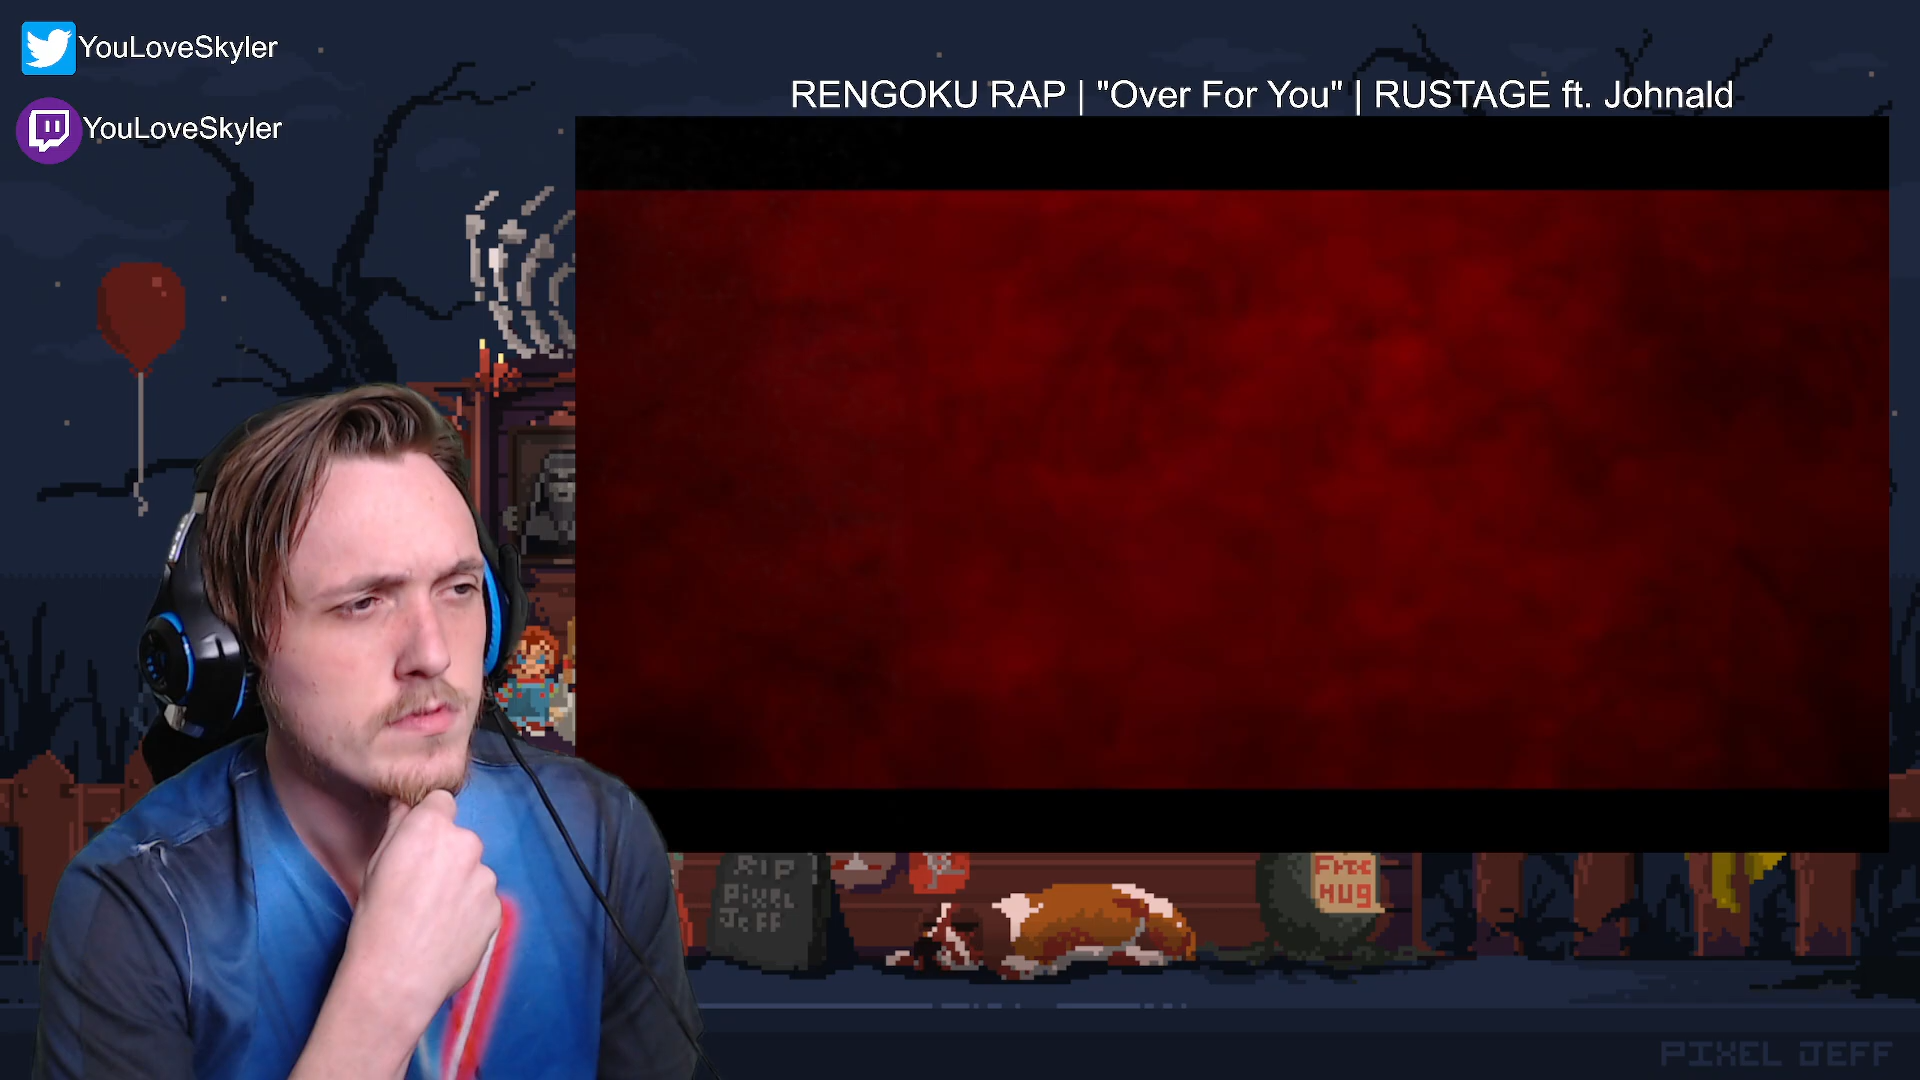 YouLoveSkyler
YouLoveSkyler
RENGOKU RAP | "Over For You" | RUSTAGE ft. Johnald
Rip
Pixel
Jeff
Free
HUG
PIXEL JEFF